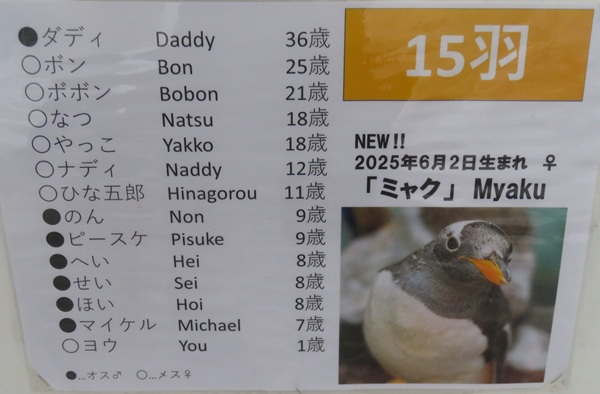 ●ダディ Daddy 36歳
○ボン Bon 25歳
○ボボン Bobon 21歳
○なつ Natsu 18歳
○やっこ Yakko 18歳
○ナディ Naddy 12歳
○ひな五郎 Hinagorou 11歳
●のん Non 9歳
●ピースケ Pisuke 9歳
●へい Hei 8歳
●せい Sei 8歳
●ほい Hoi 8歳
●マイケル Michael 7歳
○ヨウ You 1歳
●…オス♂ ○…メス♀
15羽
NEW!!
2025年6月2日生まれ ♀
「ミャク」 Myaku